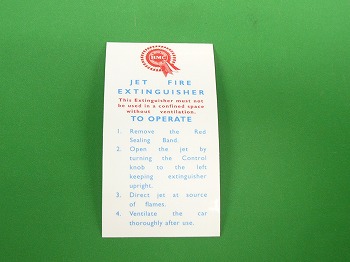 BMC
JET FIRE
EXTINGUISHER
This Extinguisher must not
be used in a confined space
without ventilation.
TO OPERATE
1. Remove the Red
Sealing Band.
2. Open the jet by
turning the Control
knob to the left
keeping extinguisher
upright.
3. Direct jet at source
of flames.
4. Ventilate the car
thoroughly after use.